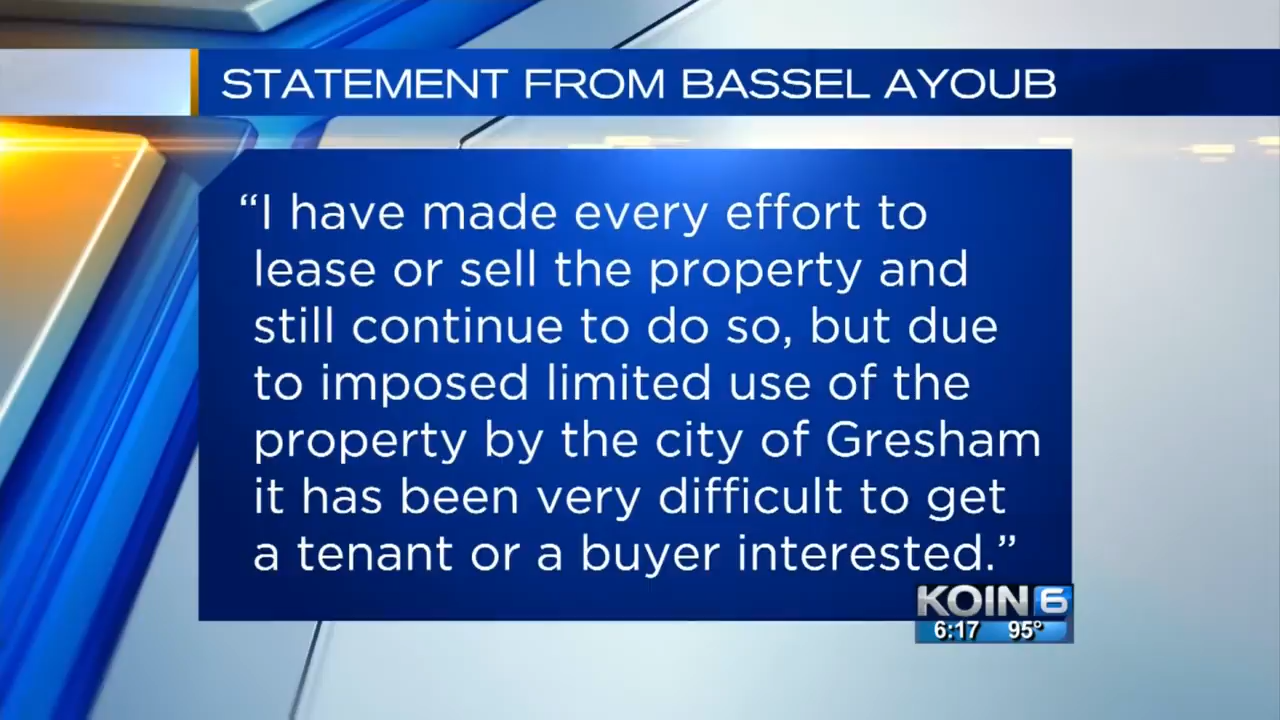 STATEMENT FROM BASSEL AYOUB
“I have made every effort to
lease or sell the property and
still continue to do so, but due
to imposed limited use of the
property by the city of Gresham
it has been very difficult to get
a tenant or a buyer interested.”
KOIN 6
6:17 95°